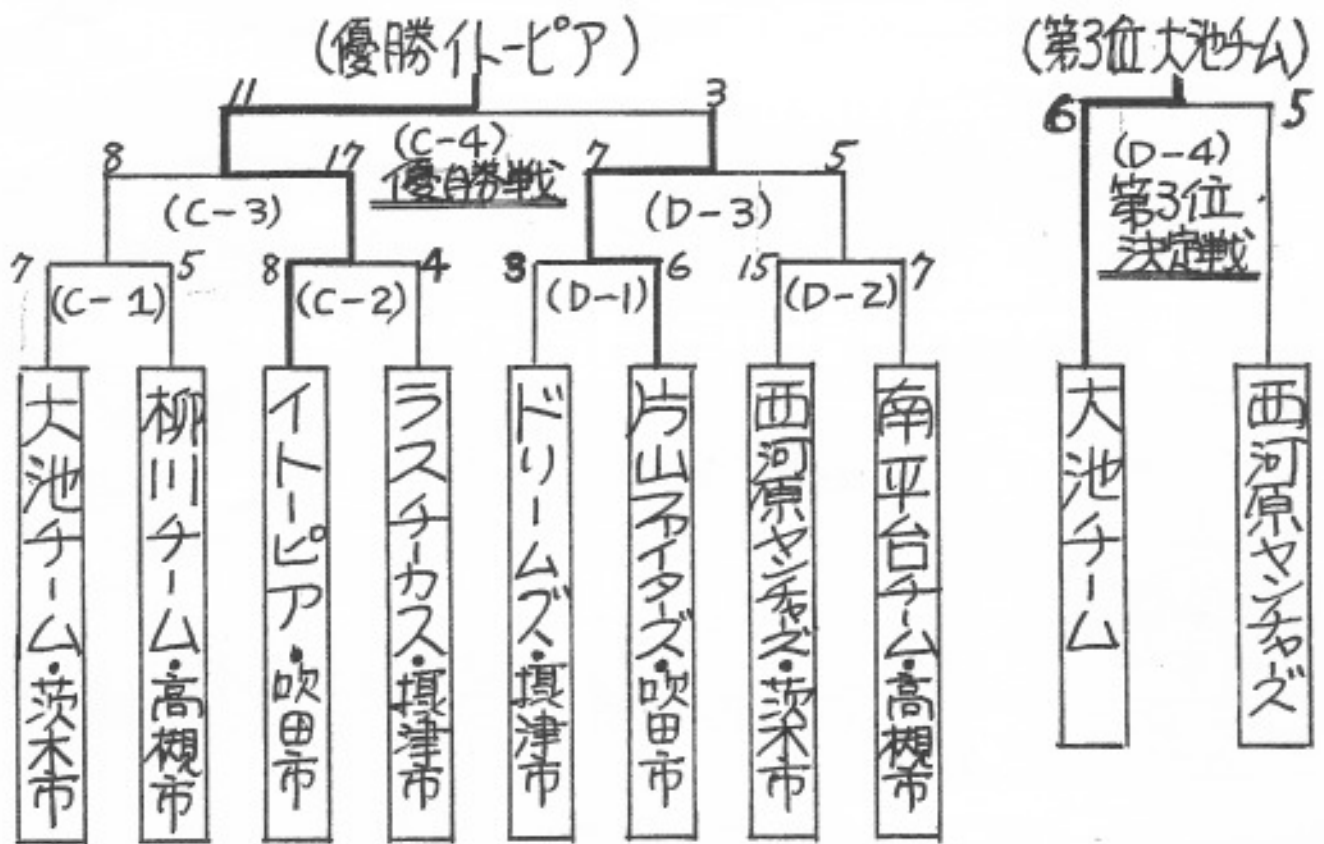 (優勝イトーピア)
(第3位大池チーム)
11
3
6
5
(C-4)
優勝戦
(D-4)
第3位
決定戦
8
17
7
5
(C-3)
(D-3)
7
5
8
4
3
6
15
7
(C-1)
(C-2)
(D-1)
(D-2)
大池チーム・茨木市
柳川チーム・高槻市
イトーピア・吹田市
ラスチーカス・摂津市
ドリームズ・摂津市
片山ファイターズ・吹田市
西河原ヤンチャーズ・茨木市
南平台チーム・高槻市
大池チーム
西河原ヤンチャーズ